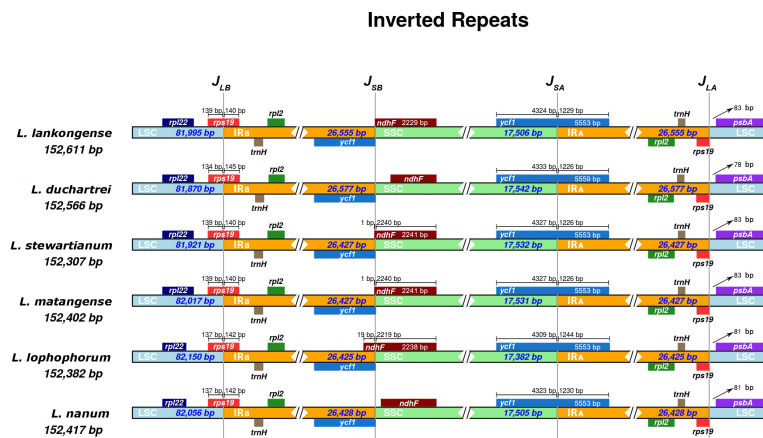 Inverted Repeats
JLB JSB JSA JLA
139 bp 140 bp 4324 bp 1229 bp 83 bp
rpl22 rps19 rpl2 ndhF 2229 bp ycf1 5553 bp trnH psbA
L. lankongense LSC 81,995 bp IRB 26,555 bp SSC 17,506 bp IRA 26,555 bp LSC
152,611 bp trnH ycf1 rpl2 rps19
134 bp 145 bp 4333 bp 1226 bp 78 bp
rpl22 rps19 rpl2 ndhF ycf1 5559 bp trnH psbA
L. duchartrei LSC 81,870 bp IRB 26,577 bp SSC 17,542 bp IRA 26,577 bp LSC
152,566 bp trnH ycf1 rpl2 rps19
139 bp 140 bp 1 bp 2240 bp 4327 bp 1226 bp 83 bp
rpl22 rps19 rpl2 ndhF 2241 bp ycf1 5553 bp trnH psbA
L. stewartianum LSC 81,921 bp IRB 26,427 bp SSC 17,532 bp IRA 26,427 bp LSC
152,307 bp trnH ycf1 rpl2 rps19
139 bp 140 bp 1 bp 2240 bp 4327 bp 1226 bp 83 bp
rpl22 rps19 rpl2 ndhF 2241 bp ycf1 5553 bp trnH psbA
L. matangense LSC 82,017 bp IRB 26,427 bp SSC 17,531 bp IRA 26,427 bp LSC
152,402 bp trnH ycf1 rpl2 rps19
137 bp 142 bp 19 bp 2219 bp 4309 bp 1244 bp 81 bp
rpl22 rps19 rpl2 ndhF 2238 bp ycf1 5553 bp trnH psbA
L. lophophorum LSC 82,150 bp IRB 26,425 bp SSC 17,382 bp IRA 26,425 bp LSC
152,382 bp trnH ycf1 rpl2 rps19
137 bp 142 bp 4323 bp 1230 bp 81 bp
rpl22 rps19 rpl2 ndhF ycf1 5553 bp trnH psbA
L. nanum LSC 82,056 bp IRB 26,428 bp SSC 17,505 bp IRA 26,428 bp LSC
152,417 bp trnH ycf1 rpl2 rps19